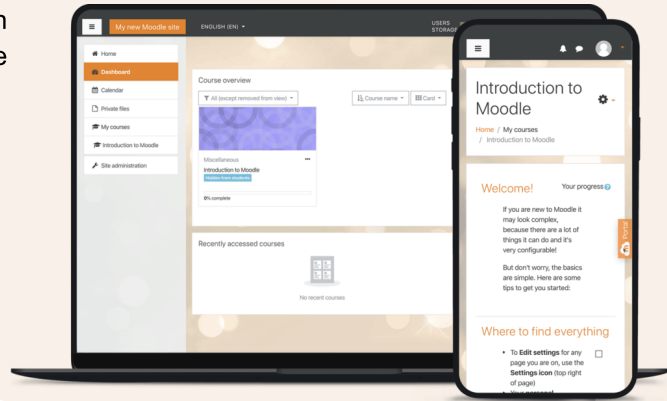 My new Moodle site
ENGLISH (EN)
USERS
STORAGE
Home
Dashboard
Calendar
Private files
My courses
Introduction to Moodle
Site administration
Course overview
All (except removed from view)
Course name
Card
Miscellaneous
Introduction to Moodle
Hidden from students
0% complete
Recently accessed courses
No recent courses
Introduction to
Moodle
Home / My courses
/ Introduction to Moodle
Welcome!
Your progress
If you are new to Moodle it
may look complex,
because there are a lot of
things it can do and it's
very configurable!
But don't worry, the basics
are simple. Here are some
tips to get you started:
Portal
Where to find everything
• To Edit settings for any
page you are on, use the
Settings icon (top right
of page)
• Your personal